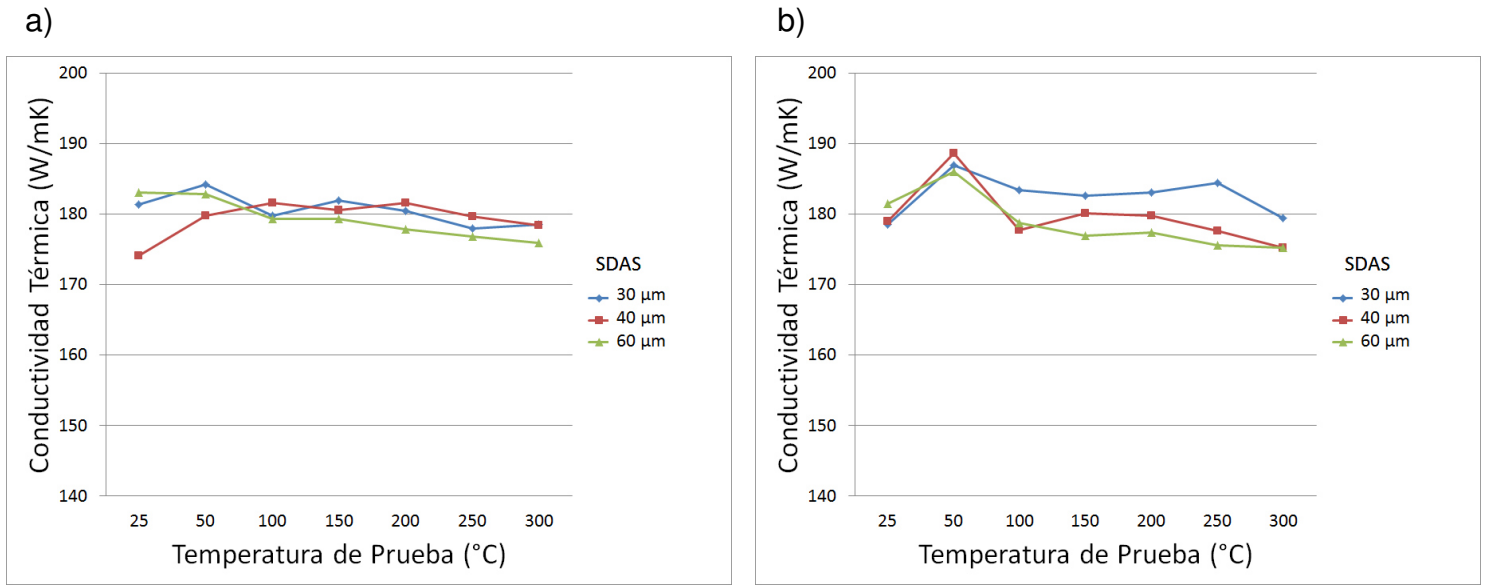 a)
200
190
180
170
160
150
140
25 50 100 150 200 250 300
Conductividad Térmica (W/mK)
Temperatura de Prueba (°C)
SDAS
30 µm
40 µm
60 µm
b)
200
190
180
170
160
150
140
25 50 100 150 200 250 300
Conductividad Térmica (W/mK)
Temperatura de Prueba (°C)
SDAS
30 µm
40 µm
60 µm